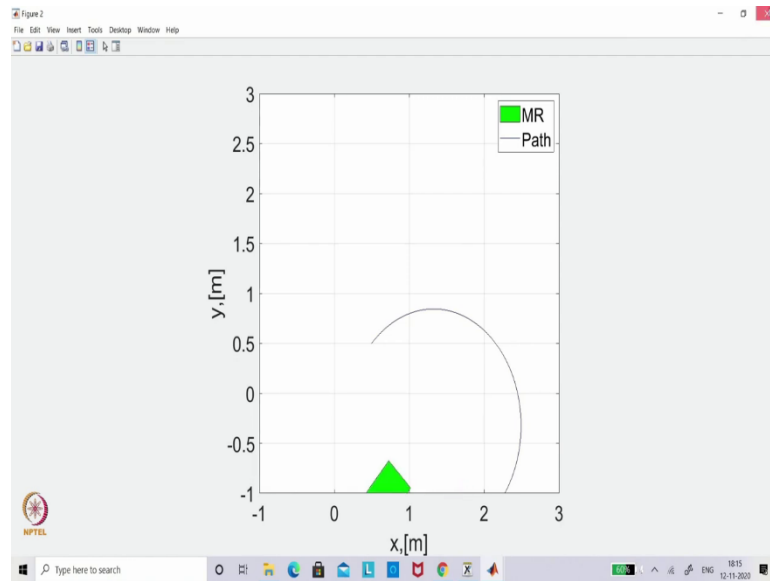 Figure 2
File Edit View Insert Tools Desktop Window Help
3
2.5
2
1.5
1
0.5
0
-0.5
-1
y,[m]
MR
Path
-1 0 1 2 3
x,[m]
NPTEL
Type here to search
60%
ENG
18:15
12-11-2020